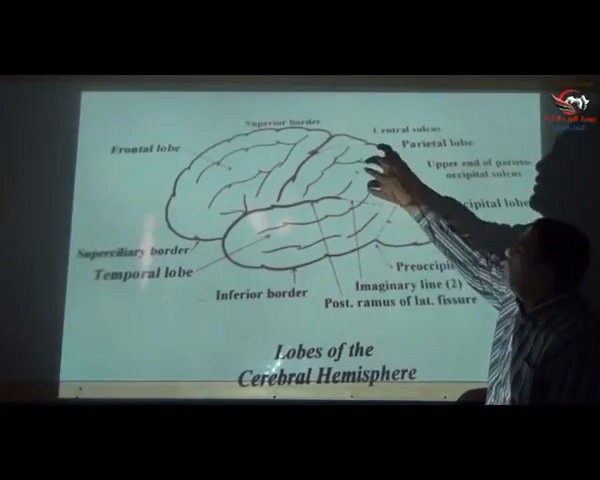 Superior border
Central sulcus
Frontal lobe
Parietal lobe
Upper end of parieto
occipital sulcus
cipital lobe
Superciliary border
Temporal lobe
Preoccipi
Inferior border
Imaginary line (2)
Post. ramus of lat. fissure
Lobes of the
Cerebral Hemisphere